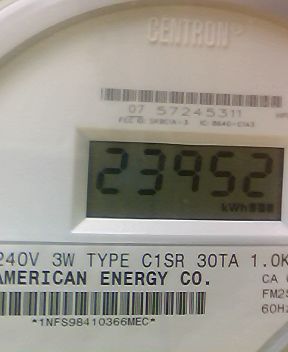 CENTRON
07 57245311
23952
kWh
240V 3W TYPE C1SR 30TA 1.0K
AMERICAN ENERGY CO.
CA
FM2S
60Hz
*1NFS98410366MEC*